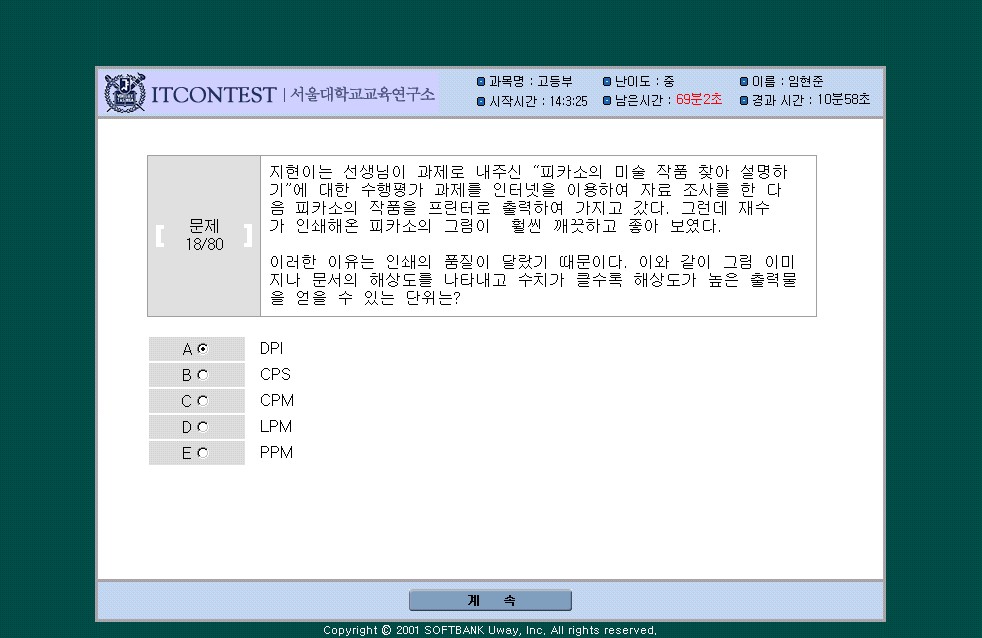 ITCONTEST | 서울대학교교육연구소
과목명 : 고등부 난이도 : 중 이름 : 임현준
시작시간 : 14:3:25 남은시간 : 69분2초 경과 시간 : 10분58초
문제
18/80
지현이는 선생님이 과제로 내주신 “피카소의 미술 작품 찾아 설명하
기”에 대한 수행평가 과제를 인터넷을 이용하여 자료 조사를 한 다
음 피카소의 작품을 프린터로 출력하여 가지고 갔다. 그런데 재수
가 인쇄해온 피카소의 그림이 훨씬 깨끗하고 좋아 보였다.
이러한 이유는 인쇄의 품질이 달랐기 때문이다. 이와 같이 그림 이미
지나 문서의 해상도를 나타내고 수치가 클수록 해상도가 높은 출력물
을 얻을 수 있는 단위는?
A DPI
B CPS
C CPM
D LPM
E PPM
계 속
Copyright © 2001 SOFTBANK Uway, Inc, All rights reserved,